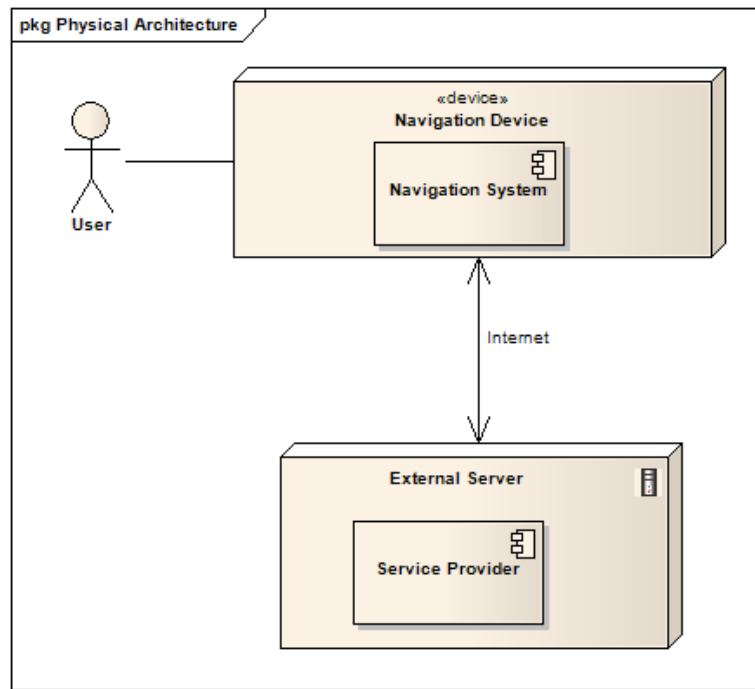 pkg Physical Architecture
«device»
Navigation Device
Navigation System
User
Internet
External Server
Service Provider